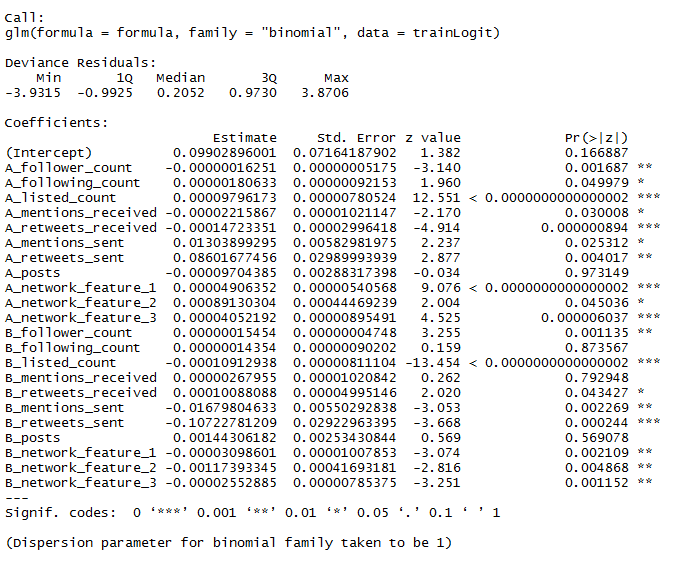 Call:
glm(formula = formula, family = "binomial", data = trainLogit)
Deviance Residuals:
Min 1Q Median 3Q Max
-3.9315 -0.9925 0.2052 0.9730 3.8706
Coefficients:
Estimate Std. Error z value Pr(>|z|)
(Intercept) 0.09902896001 0.07164187902 1.382 0.166887
A_follower_count -0.00000016251 0.00000005175 -3.140 0.001687 **
A_following_count 0.00000180633 0.00000092153 1.960 0.049979 *
A_listed_count 0.00009796173 0.00000780524 12.551 < 0.0000000000000002 ***
A_mentions_received -0.00002215867 0.00001021147 -2.170 0.030008 *
A_retweets_received -0.00014723351 0.00002996418 -4.914 0.000000894 ***
A_mentions_sent 0.01303899295 0.00582981975 2.237 0.025312 *
A_retweets_sent 0.08601677456 0.02989993939 2.877 0.004017 **
A_posts -0.00009704385 0.00288317398 -0.034 0.973149
A_network_feature_1 0.00004906352 0.00000540568 9.076 < 0.0000000000000002 ***
A_network_feature_2 0.00089130304 0.00044469239 2.004 0.045036 *
A_network_feature_3 0.00004052192 0.00000895491 4.525 0.000006037 ***
B_follower_count 0.00000015454 0.00000004748 3.255 0.001135 **
B_following_count 0.00000014354 0.00000090202 0.159 0.873567
B_listed_count -0.00010912938 0.00000811104 -13.454 < 0.0000000000000002 ***
B_mentions_received 0.00000267955 0.00001020842 0.262 0.792948
B_retweets_received 0.00010088088 0.00004995146 2.020 0.043427 *
B_mentions_sent -0.01679804633 0.00550292838 -3.053 0.002269 **
B_retweets_sent -0.10722781209 0.02922963395 -3.668 0.000244 ***
B_posts 0.00144306182 0.00253430844 0.569 0.569078
B_network_feature_1 -0.00003098601 0.00001007853 -3.074 0.002109 **
B_network_feature_2 -0.00117393345 0.00041693181 -2.816 0.004868 **
B_network_feature_3 -0.00002552885 0.00000785375 -3.251 0.001152 **
---
Signif. codes: 0 ‘***’ 0.001 ‘**’ 0.01 ‘*’ 0.05 ‘.’ 0.1 ‘ ’ 1
(Dispersion parameter for binomial family taken to be 1)